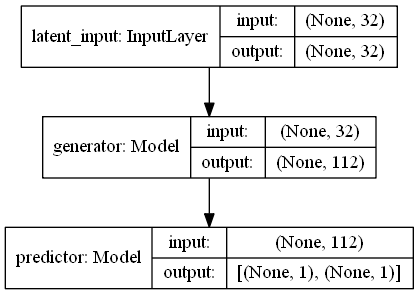 latent_input: InputLayer
input: (None, 32)
output: (None, 32)
generator: Model
input: (None, 32)
output: (None, 112)
predictor: Model
input: (None, 112)
output: [(None, 1), (None, 1)]